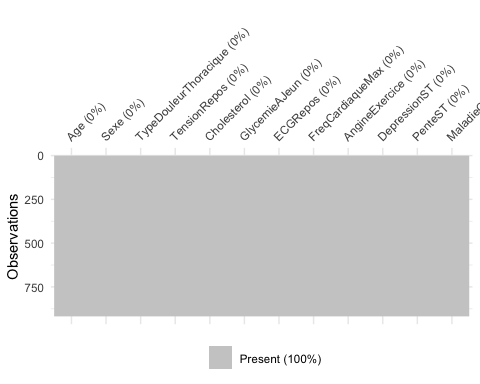 Age (0%)
Sexe (0%)
TypeDouleurThoracique (0%)
TensionRepos (0%)
Cholesterol (0%)
GlycemieAJeun (0%)
ECGRepos (0%)
FreqCardiaqueMax (0%)
AngineExercice (0%)
DepressionST (0%)
PenteST (0%)
MaladieC
Observations
0
250
500
750
Present (100%)